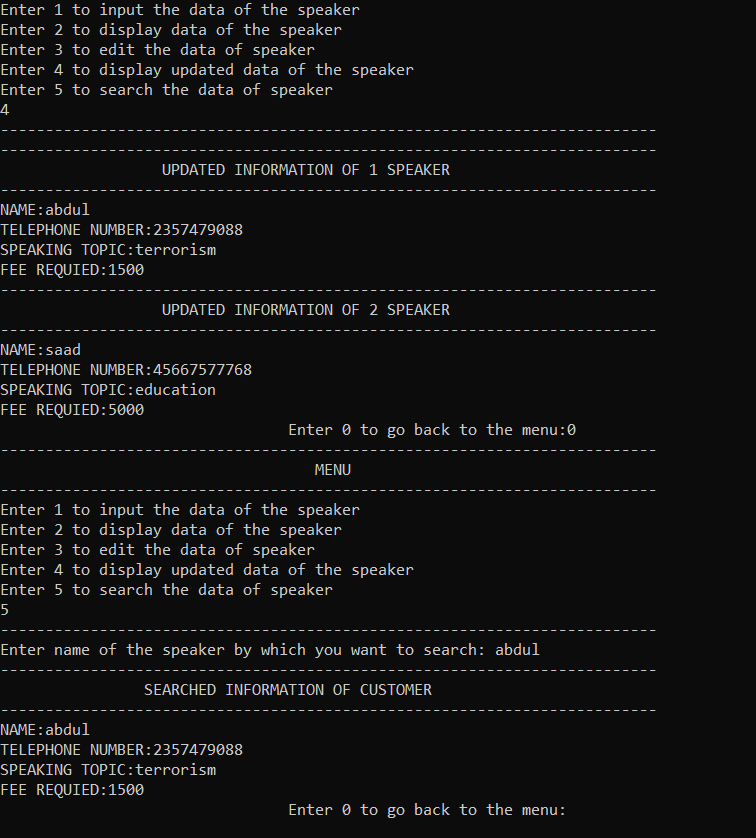 Enter 1 to input the data of the speaker
Enter 2 to display data of the speaker
Enter 3 to edit the data of speaker
Enter 4 to display updated data of the speaker
Enter 5 to search the data of speaker
4
-------------------------------------------------------------------------
-------------------------------------------------------------------------
UPDATED INFORMATION OF 1 SPEAKER
-------------------------------------------------------------------------
NAME:abdul
TELEPHONE NUMBER:2357479088
SPEAKING TOPIC:terrorism
FEE REQUIED:1500
-------------------------------------------------------------------------
UPDATED INFORMATION OF 2 SPEAKER
-------------------------------------------------------------------------
NAME:saad
TELEPHONE NUMBER:45667577768
SPEAKING TOPIC:education
FEE REQUIED:5000
Enter 0 to go back to the menu:0
-------------------------------------------------------------------------
MENU
-------------------------------------------------------------------------
Enter 1 to input the data of the speaker
Enter 2 to display data of the speaker
Enter 3 to edit the data of speaker
Enter 4 to display updated data of the speaker
Enter 5 to search the data of speaker
5
-------------------------------------------------------------------------
Enter name of the speaker by which you want to search: abdul
-------------------------------------------------------------------------
SEARCHED INFORMATION OF CUSTOMER
-------------------------------------------------------------------------
NAME:abdul
TELEPHONE NUMBER:2357479088
SPEAKING TOPIC:terrorism
FEE REQUIED:1500
Enter 0 to go back to the menu: